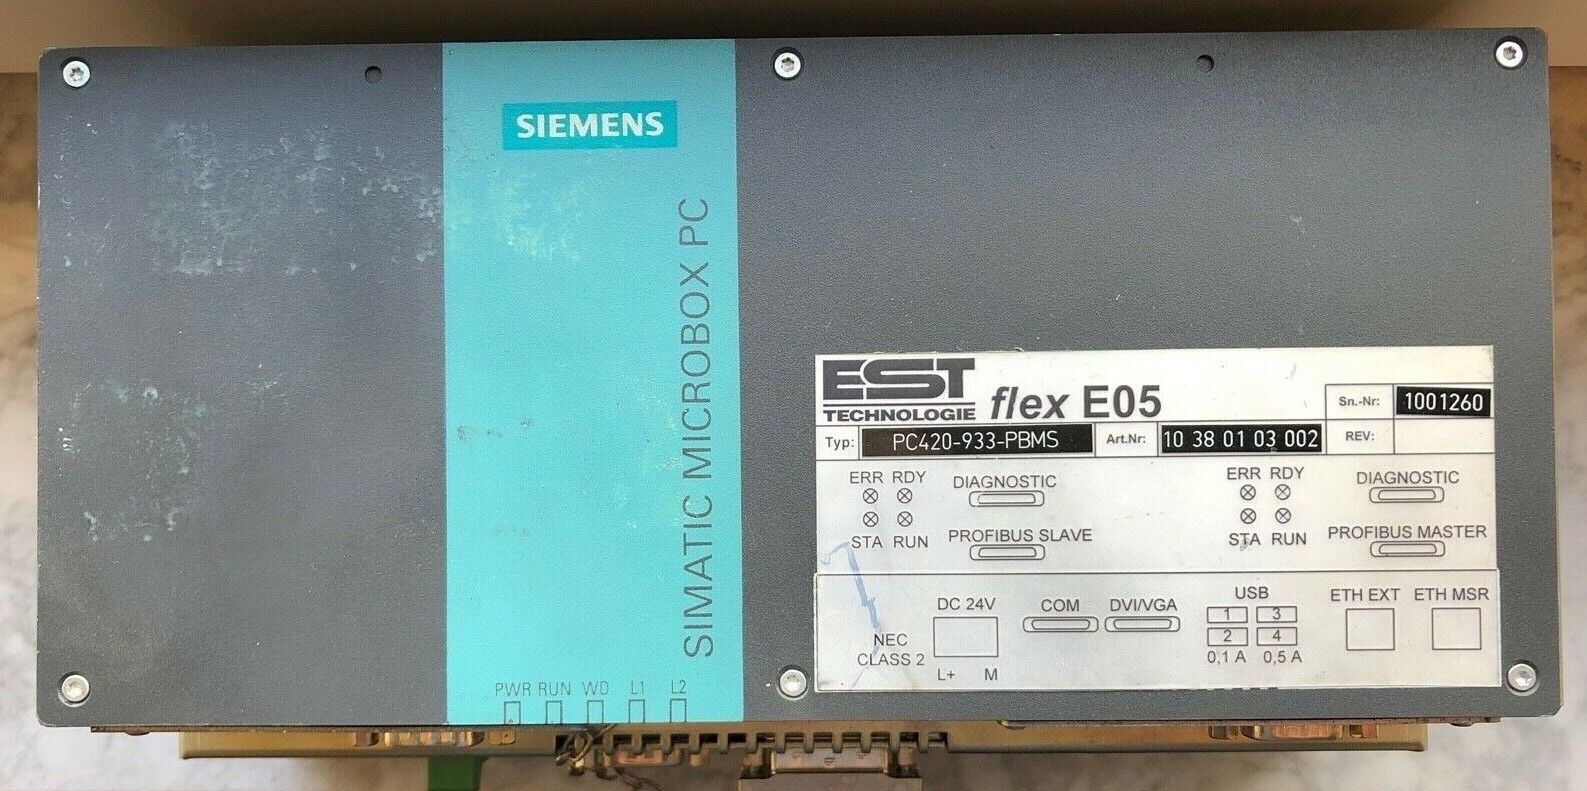 SIEMENS
SIMATIC MICROBOX PC
PWR RUN WD L1 L2
EST
TECHNOLOGIE
flex E05
Sn.-Nr: 1001260
Typ: PC420-933-PBMS Art.Nr: 10 38 01 03 002 REV:
ERR RDY DIAGNOSTIC ERR RDY DIAGNOSTIC
STA RUN PROFIBUS SLAVE STA RUN PROFIBUS MASTER
NEC
CLASS 2
DC 24V
L+ M
COM DVI/VGA
USB
1 3
2 4
0,1 A 0,5 A
ETH EXT ETH MSR